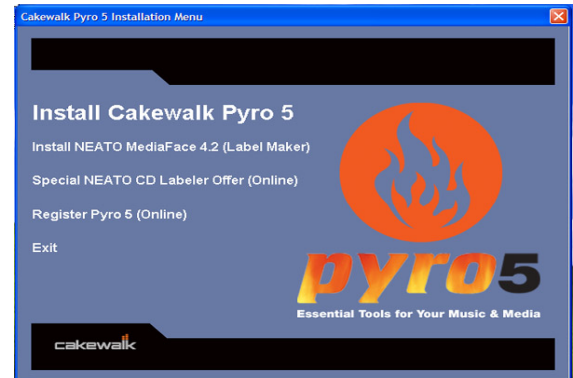 Cakewalk Pyro 5 Installation Menu
Install Cakewalk Pyro 5
Install NEATO MediaFace 4.2 (Label Maker)
Special NEATO CD Labeler Offer (Online)
Register Pyro 5 (Online)
Exit
pyro5
Essential Tools for Your Music & Media
cakewalk